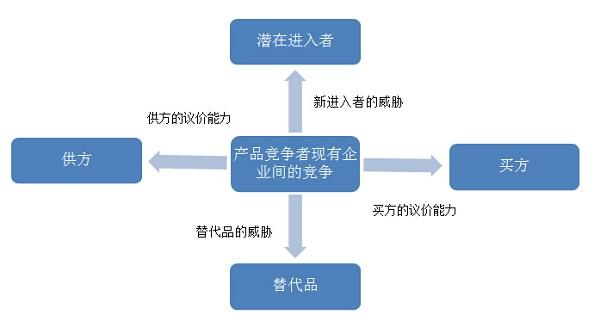 潜在进入者
新进入者的威胁
供方的议价能力
供方
产品竞争者现有企
业间的竞争
买方
买方的议价能力
替代品的威胁
替代品